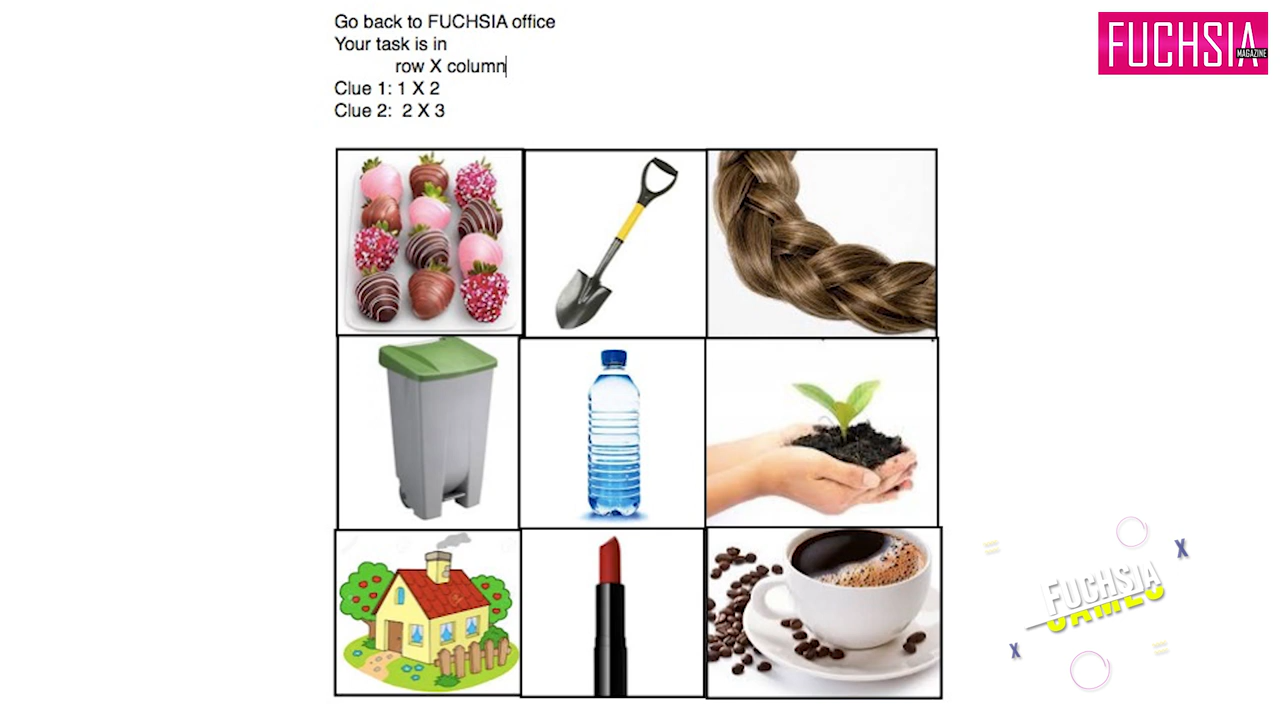 Go back to FUCHSIA office
Your task is in
row X column
Clue 1: 1 X 2
Clue 2: 2 X 3
FUCHSIA
MAGAZINE
FUCHSIA
GAMES